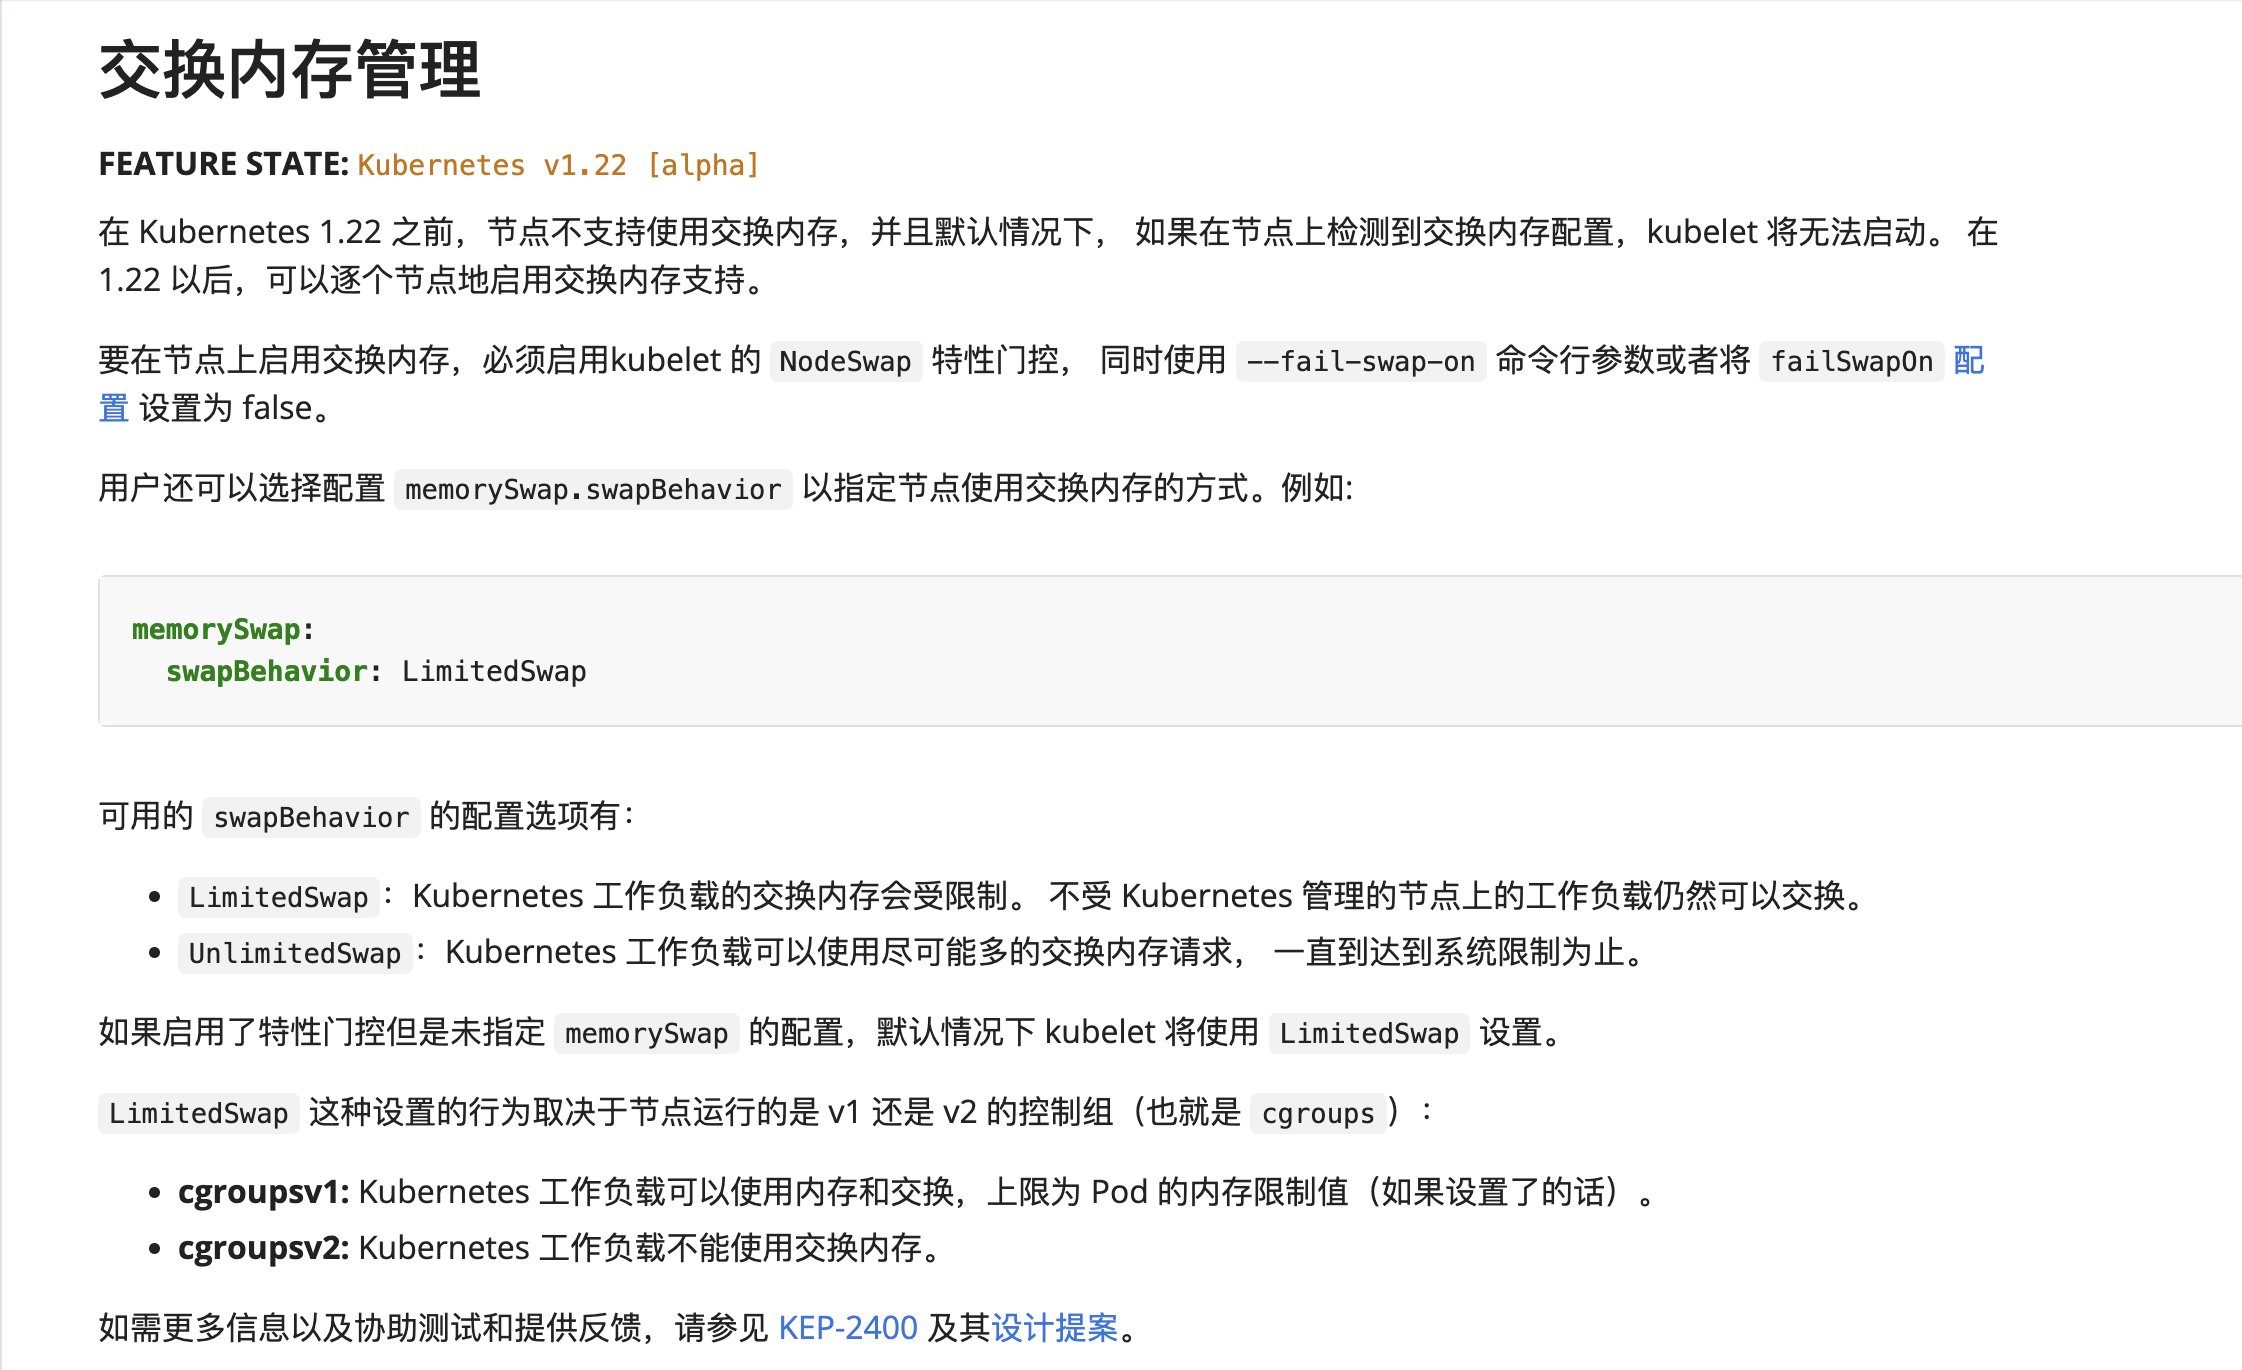 交换内存管理
FEATURE STATE: Kubernetes v1.22 [alpha]
在 Kubernetes 1.22 之前，节点不支持使用交换内存，并且默认情况下， 如果在节点上检测到交换内存配置，kubelet 将无法启动。 在
1.22 以后，可以逐个节点地启用交换内存支持。
要在节点上启用交换内存，必须启用kubelet 的 NodeSwap 特性门控， 同时使用 --fail-swap-on 命令行参数或者将 failSwapOn 配
置 设置为 false。
用户还可以选择配置 memorySwap.swapBehavior 以指定节点使用交换内存的方式。例如:
memorySwap:
  swapBehavior: LimitedSwap
可用的 swapBehavior 的配置选项有：
• LimitedSwap： Kubernetes 工作负载的交换内存会受限制。 不受 Kubernetes 管理的节点上的工作负载仍然可以交换。
• UnlimitedSwap： Kubernetes 工作负载可以使用尽可能多的交换内存请求， 一直到达到系统限制为止。
如果启用了特性门控但是未指定 memorySwap 的配置，默认情况下 kubelet 将使用 LimitedSwap 设置。
LimitedSwap 这种设置的行为取决于节点运行的是 v1 还是 v2 的控制组（也就是 cgroups）：
• cgroupsv1: Kubernetes 工作负载可以使用内存和交换，上限为 Pod 的内存限制值（如果设置了的话）。
• cgroupsv2: Kubernetes 工作负载不能使用交换内存。
如需更多信息以及协助测试和提供反馈，请参见 KEP-2400 及其设计提案。